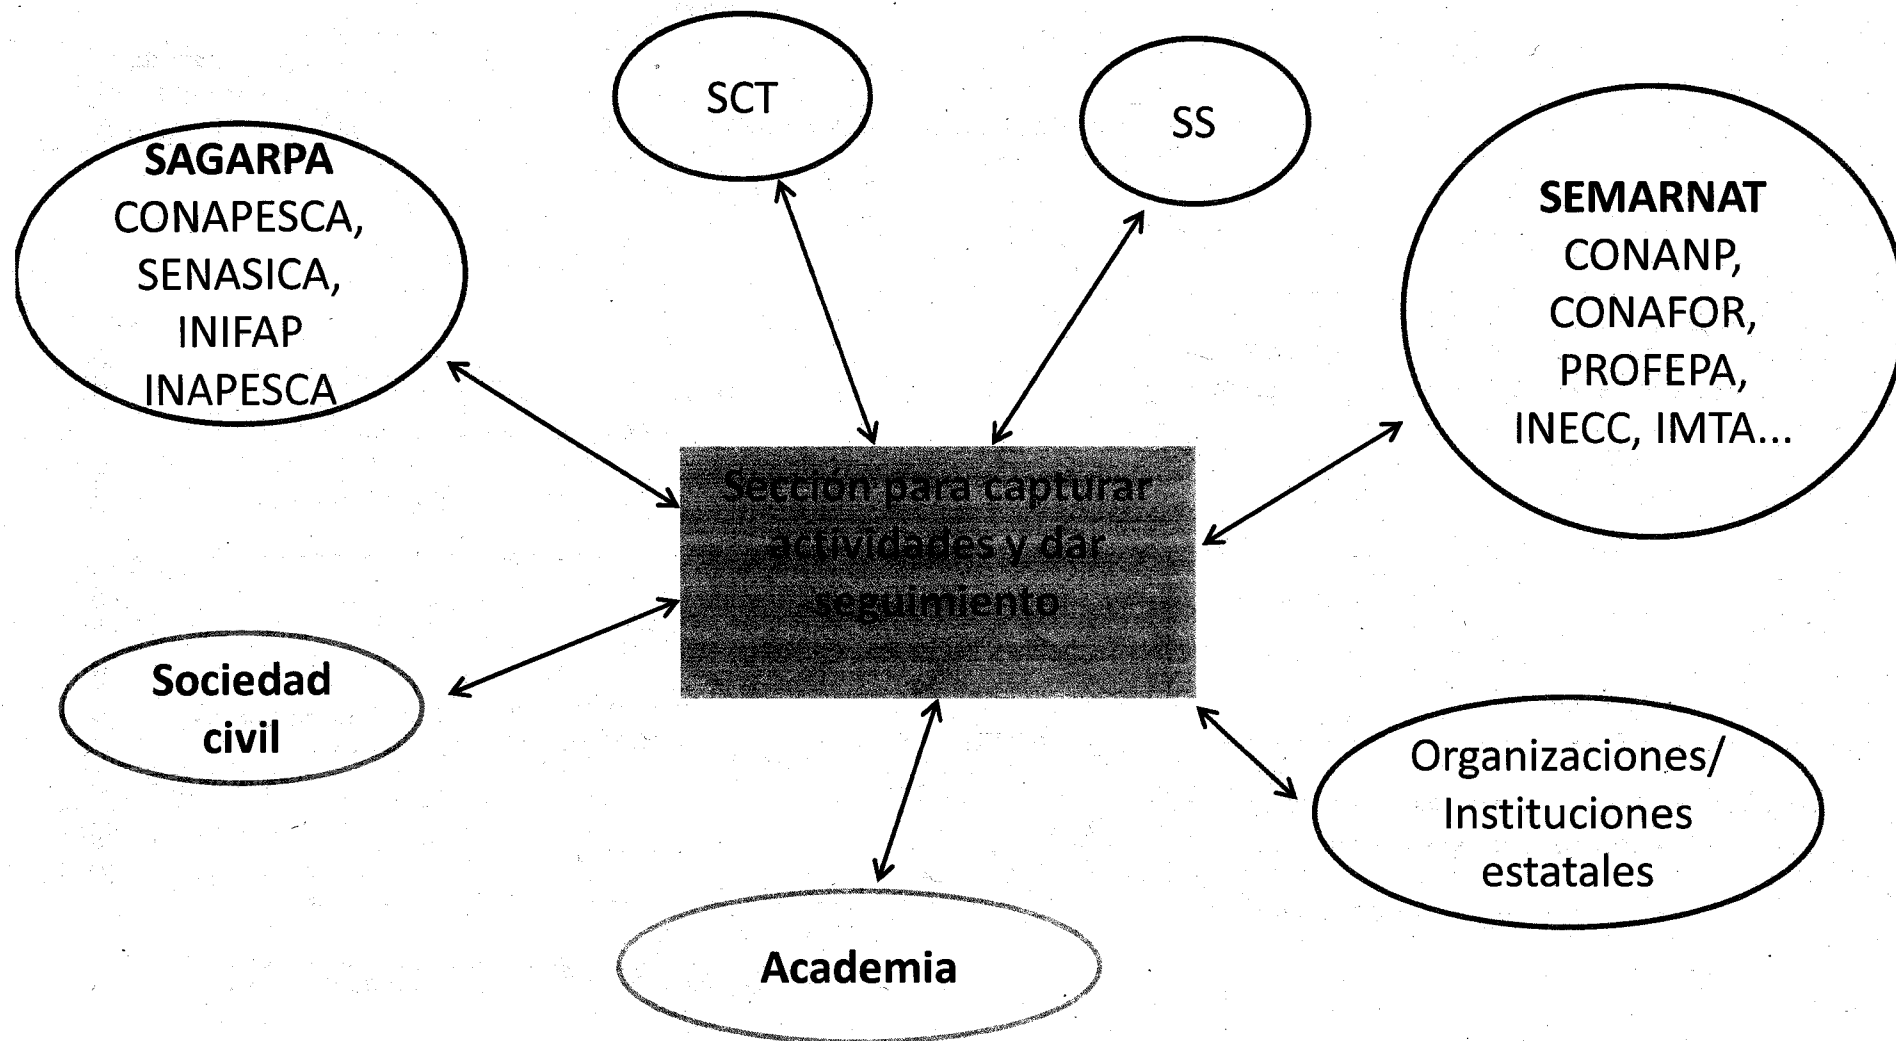 SCT
SS
SAGARPA
CONAPESCA,
SENASICA,
INIFAP
INAPESCA
SEMARNAT
CONANP,
CONAFOR,
PROFEPA,
INECC, IMTA...
Sección para capturar
actividades y dar
seguimiento
Sociedad
civil
Organizaciones/
Instituciones
estatales
Academia